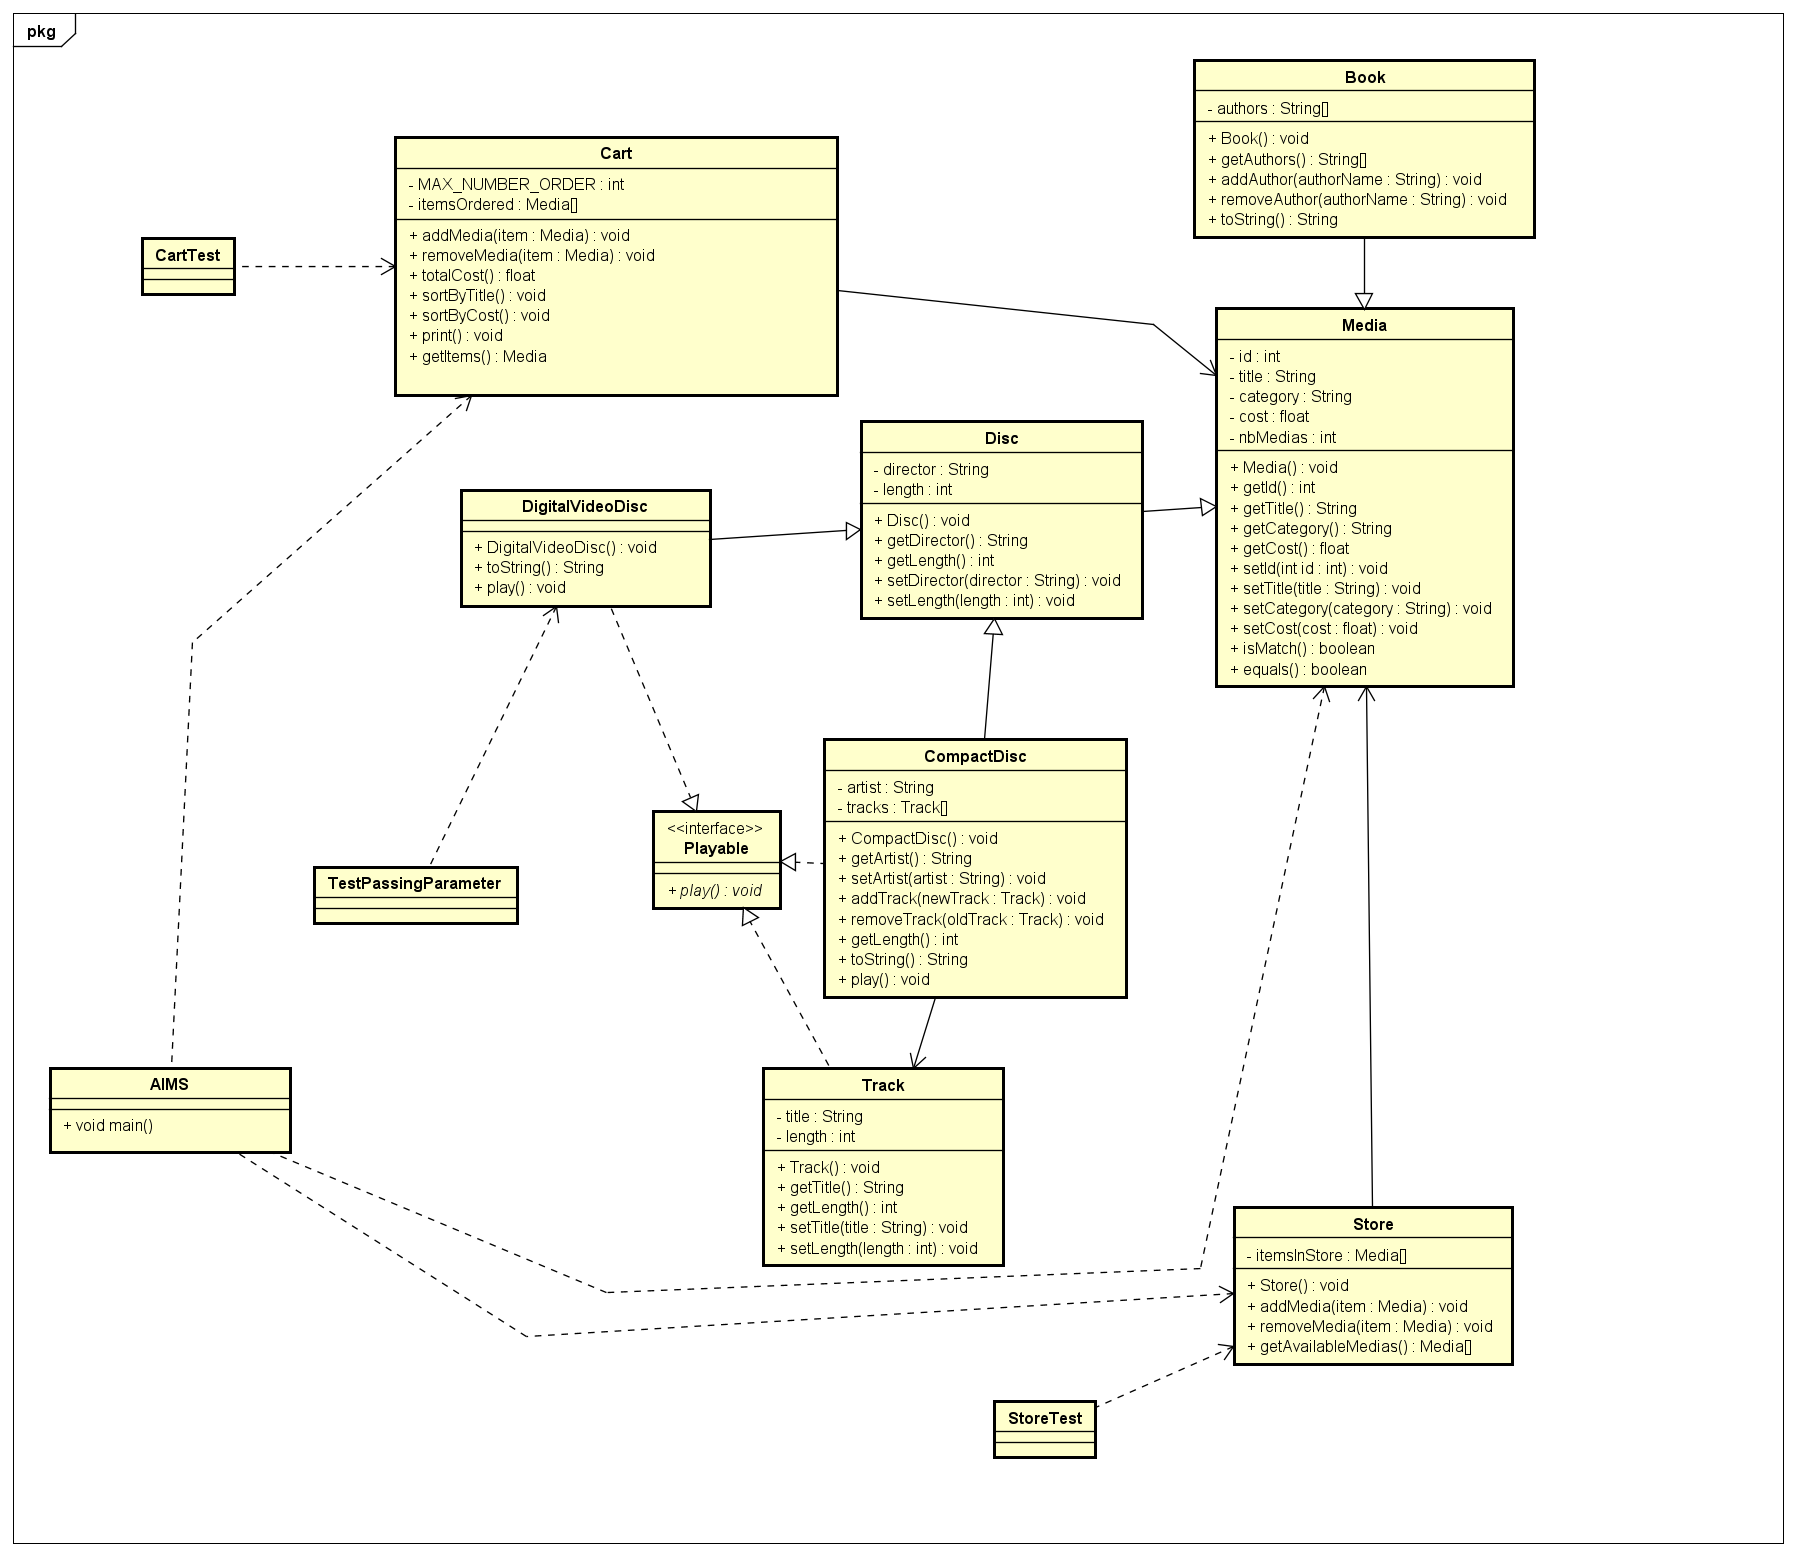 pkg
Book
- authors : String[]
+ Book() : void
+ getAuthors() : String[]
+ addAuthor(authorName : String) : void
+ removeAuthor(authorName : String) : void
+ toString() : String
Cart
- MAX_NUMBER_ORDER : int
- itemsOrdered : Media[]
+ addMedia(item : Media) : void
+ removeMedia(item : Media) : void
+ totalCost() : float
+ sortByTitle() : void
+ sortByCost() : void
+ print() : void
+ getItems() : Media
CartTest
Media
- id : int
- title : String
- category : String
- cost : float
- nbMedias : int
+ Media() : void
+ getId() : int
+ getTitle() : String
+ getCategory() : String
+ getCost() : float
+ setId(int id : int) : void
+ setTitle(title : String) : void
+ setCategory(category : String) : void
+ setCost(cost : float) : void
+ isMatch() : boolean
+ equals() : boolean
Disc
- director : String
- length : int
+ Disc() : void
+ getDirector() : String
+ getLength() : int
+ setDirector(director : String) : void
+ setLength(length : int) : void
DigitalVideoDisc
+ DigitalVideoDisc() : void
+ toString() : String
+ play() : void
CompactDisc
- artist : String
- tracks : Track[]
+ CompactDisc() : void
+ getArtist() : String
+ setArtist(artist : String) : void
+ addTrack(newTrack : Track) : void
+ removeTrack(oldTrack : Track) : void
+ getLength() : int
+ toString() : String
+ play() : void
<<interface>>
Playable
+ play() : void
TestPassingParameter
AIMS
+ void main()
Track
- title : String
- length : int
+ Track() : void
+ getTitle() : String
+ getLength() : int
+ setTitle(title : String) : void
+ setLength(length : int) : void
Store
- itemsInStore : Media[]
+ Store() : void
+ addMedia(item : Media) : void
+ removeMedia(item : Media) : void
+ getAvailableMedias() : Media[]
StoreTest